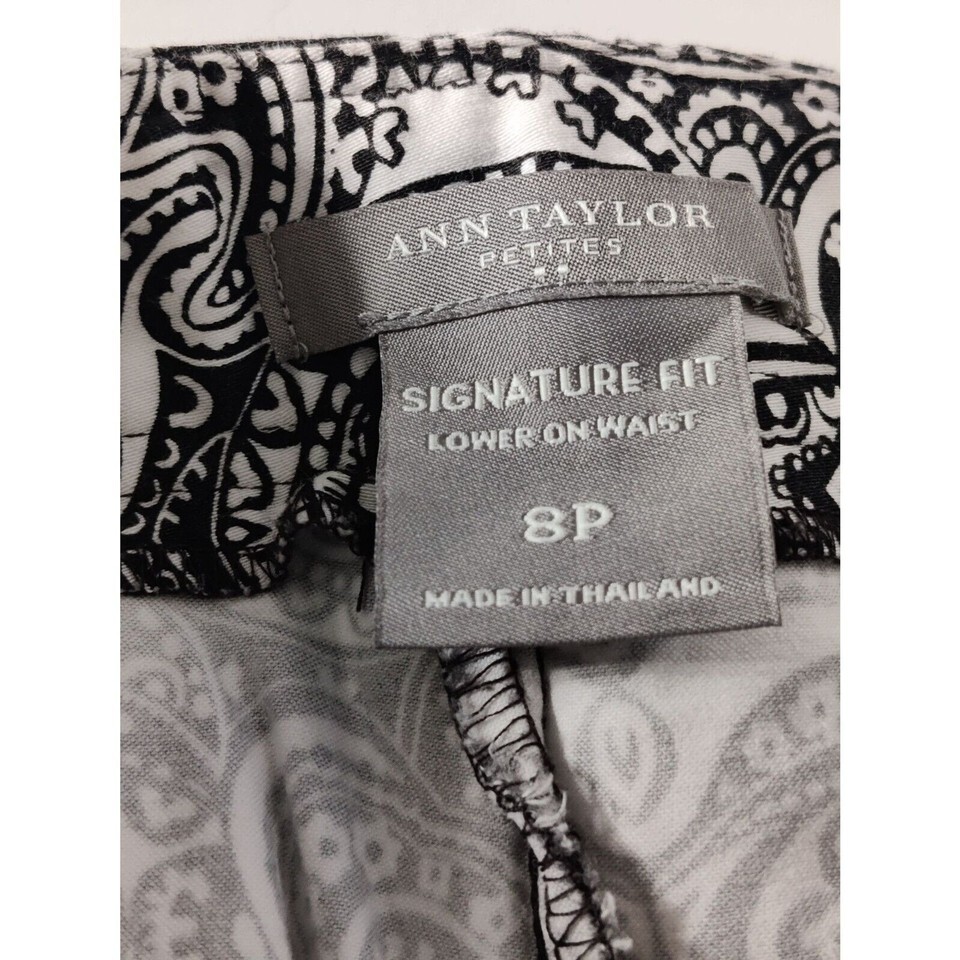 ANN TAYLOR
PETITES
SIGNATURE FIT
LOWER ON WAIST
8P
MADE IN THAILAND